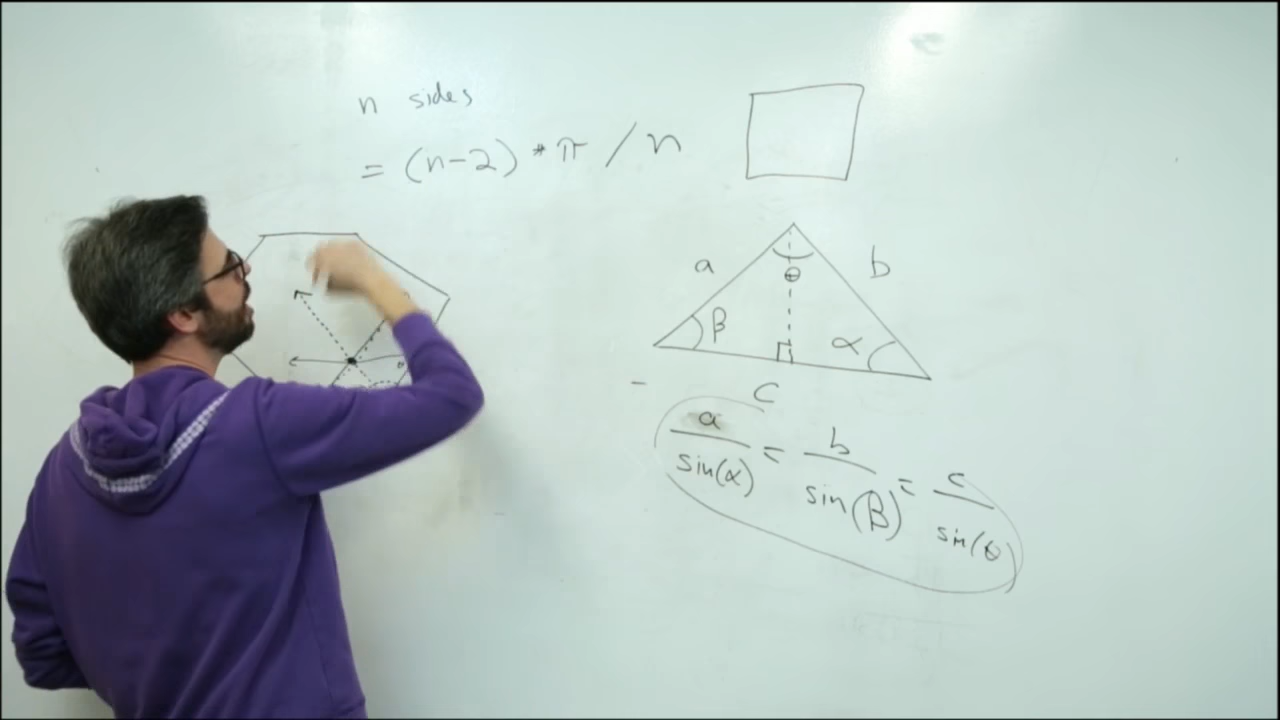 n sides
= (n-2) * π / n
a
b
θ
β
α
c
a/sin(α) = b/sin(β) = c/sin(θ)